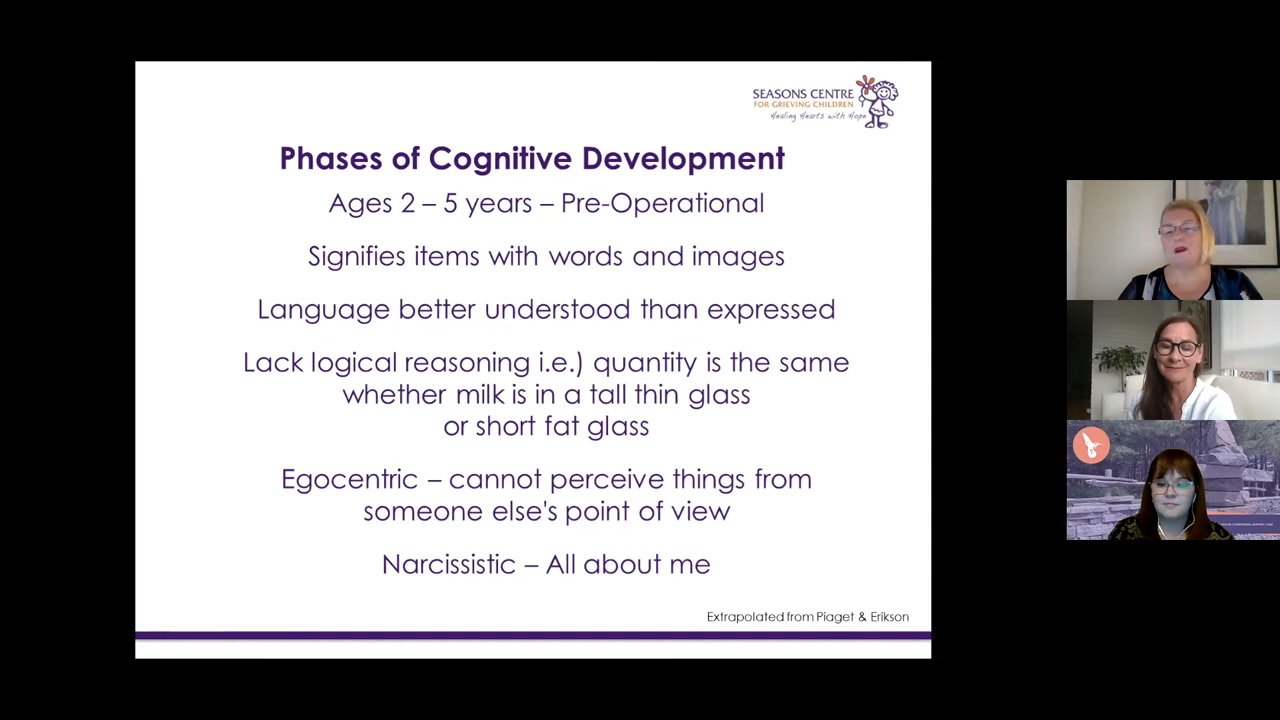 SEASONS CENTRE
FOR GRIEVING CHILDREN
Healing Hearts with Hope
Phases of Cognitive Development
Ages 2 – 5 years – Pre-Operational
Signifies items with words and images
Language better understood than expressed
Lack logical reasoning i.e.) quantity is the same
whether milk is in a tall thin glass
or short fat glass
Egocentric – cannot perceive things from
someone else's point of view
Narcissistic – All about me
Extrapolated from Piaget & Erikson